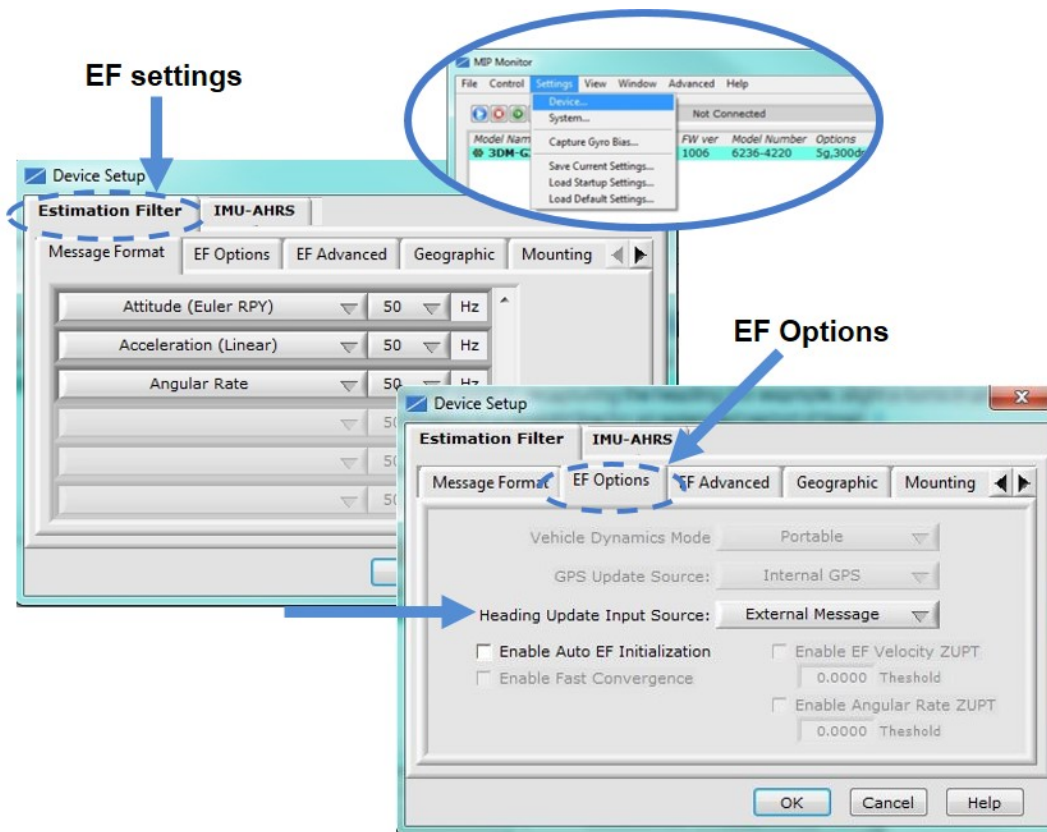 EF settings
MIP Monitor
File Control Settings View Window Advanced Help
Device...
System...
Capture Gyro Bias...
Save Current Settings...
Load Startup Settings...
Load Default Settings...
Not Connected
Model Nam FW ver Model Number Options
3DM-G 1006 6236-4220 5g,300d
Device Setup
Estimation Filter IMU-AHRS
Message Format EF Options EF Advanced Geographic Mounting
Attitude (Euler RPY) 50 Hz
Acceleration (Linear) 50 Hz
Angular Rate 50 Hz
50
50
50
EF Options
Device Setup
Estimation Filter IMU-AHRS
Message Format EF Options EF Advanced Geographic Mounting
Vehicle Dynamics Mode Portable
GPS Update Source: Internal GPS
Heading Update Input Source: External Message
Enable Auto EF Initialization Enable EF Velocity ZUPT
Enable Fast Convergence 0.0000 Theshold
Enable Angular Rate ZUPT
0.0000 Theshold
OK Cancel Help